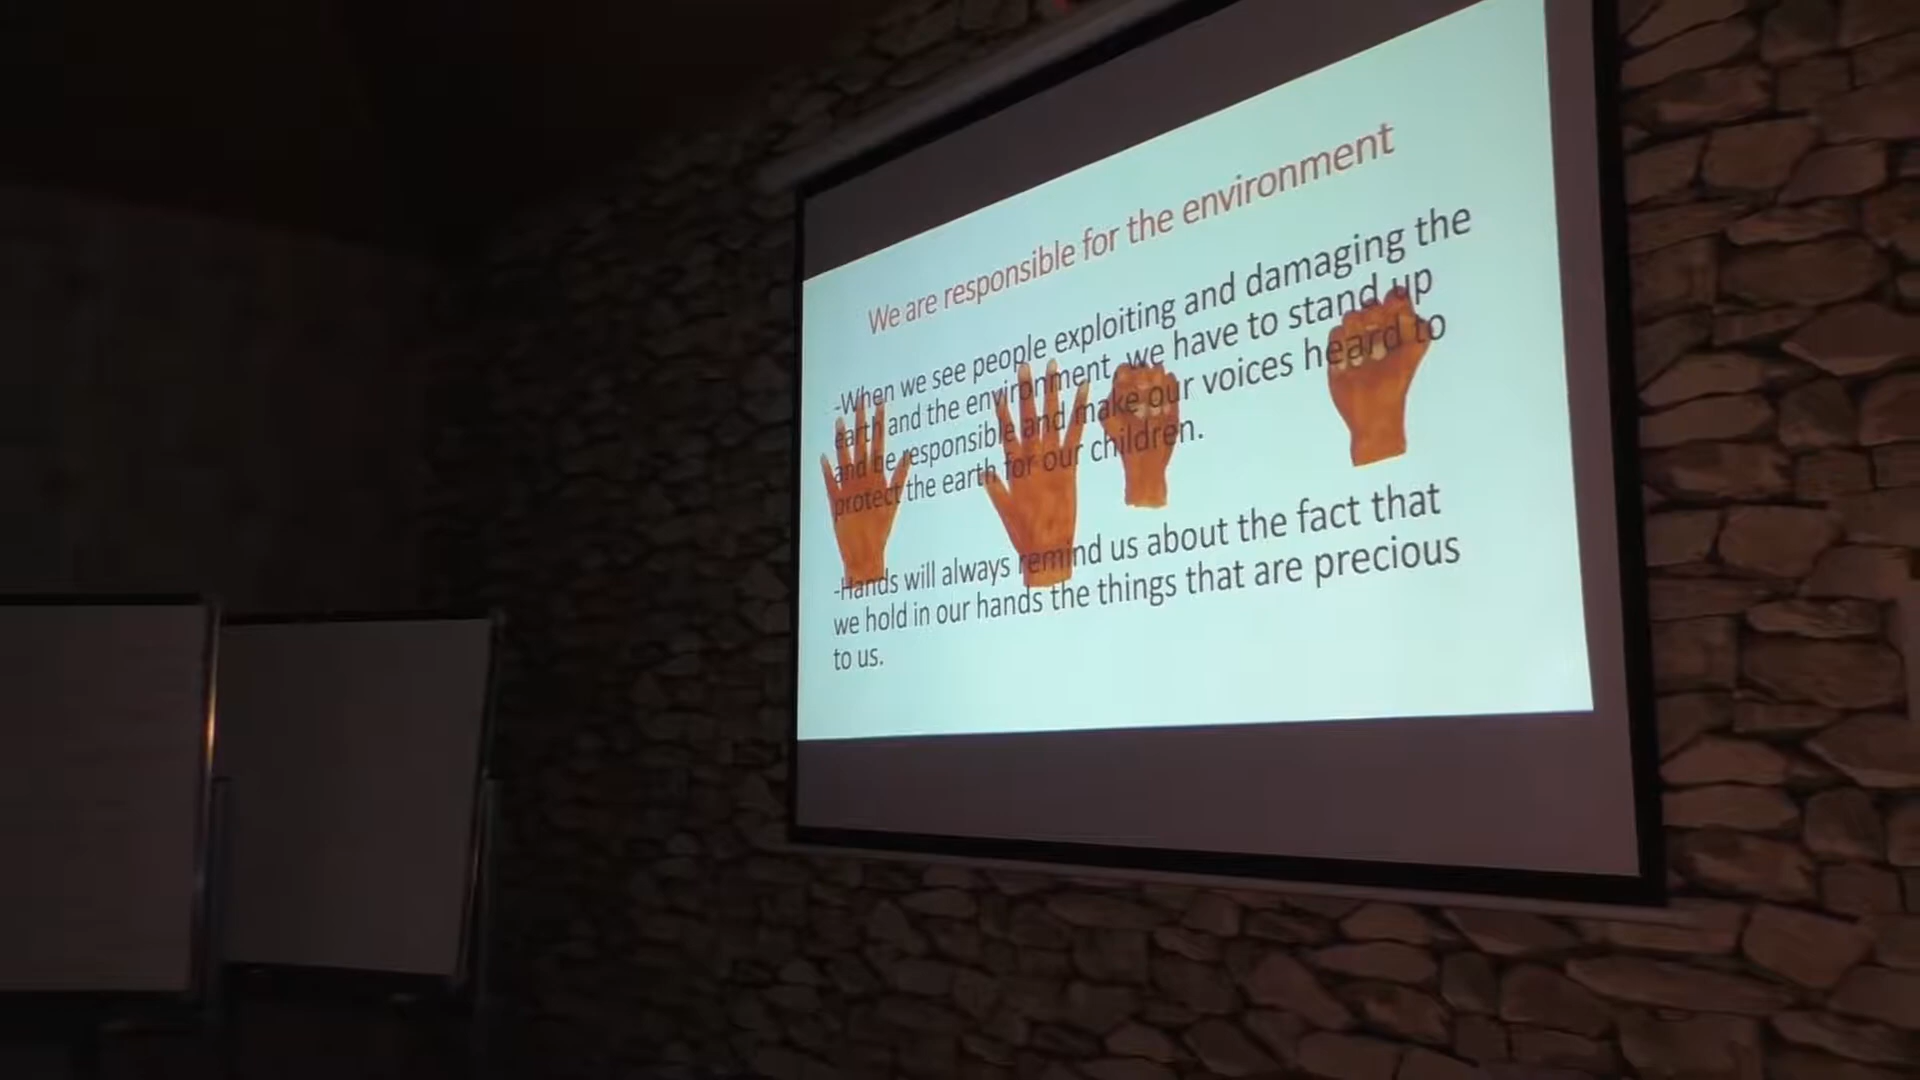 We are responsible for the environment
-When we see people exploiting and damaging the
earth and the environment, we have to stand up
and be responsible and make our voices heard to
protect the earth for our children.
-Hands will always remind us about the fact that
we hold in our hands the things that are precious
to us.